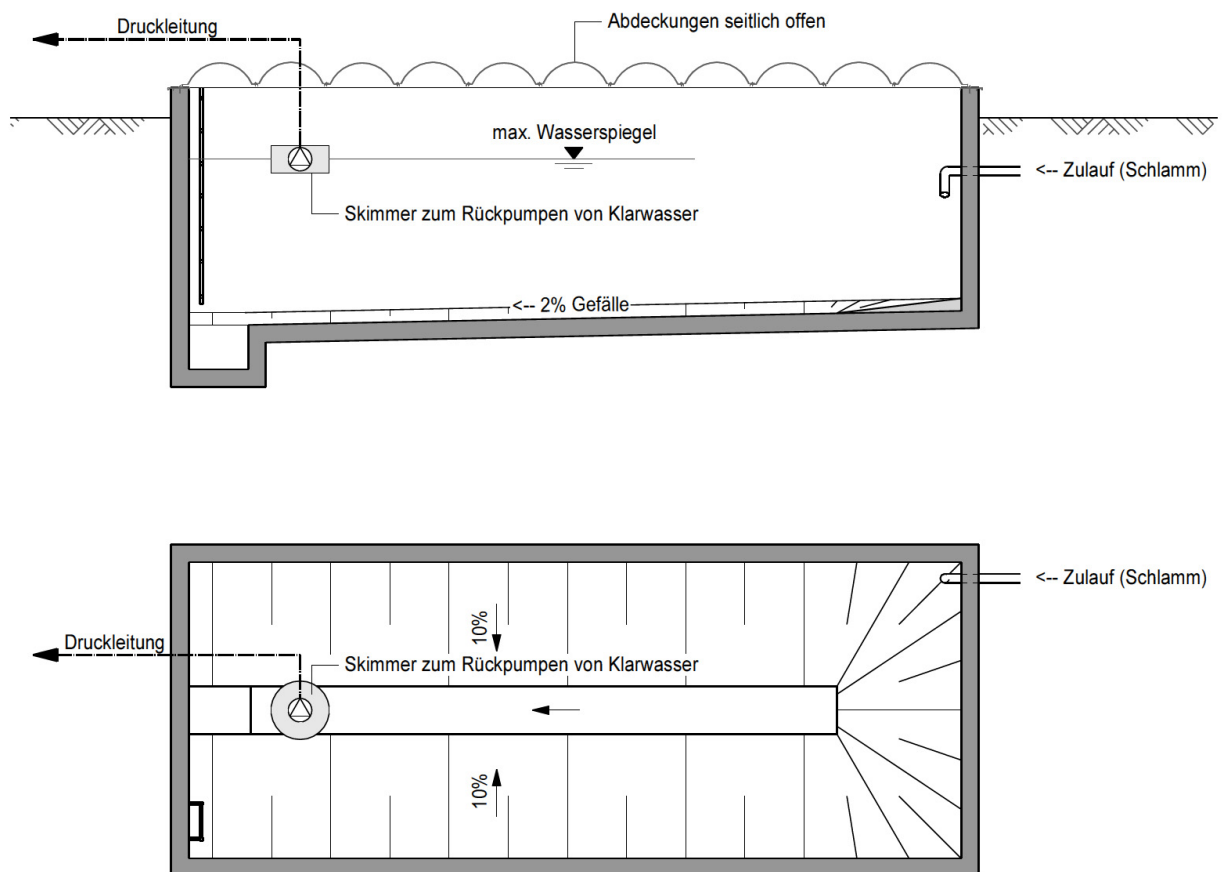 Druckleitung
Abdeckungen seitlich offen
max. Wasserspiegel
<-- Zulauf (Schlamm)
Skimmer zum Rückpumpen von Klarwasser
<-- 2% Gefälle
<-- Zulauf (Schlamm)
10%
Druckleitung
Skimmer zum Rückpumpen von Klarwasser
10%